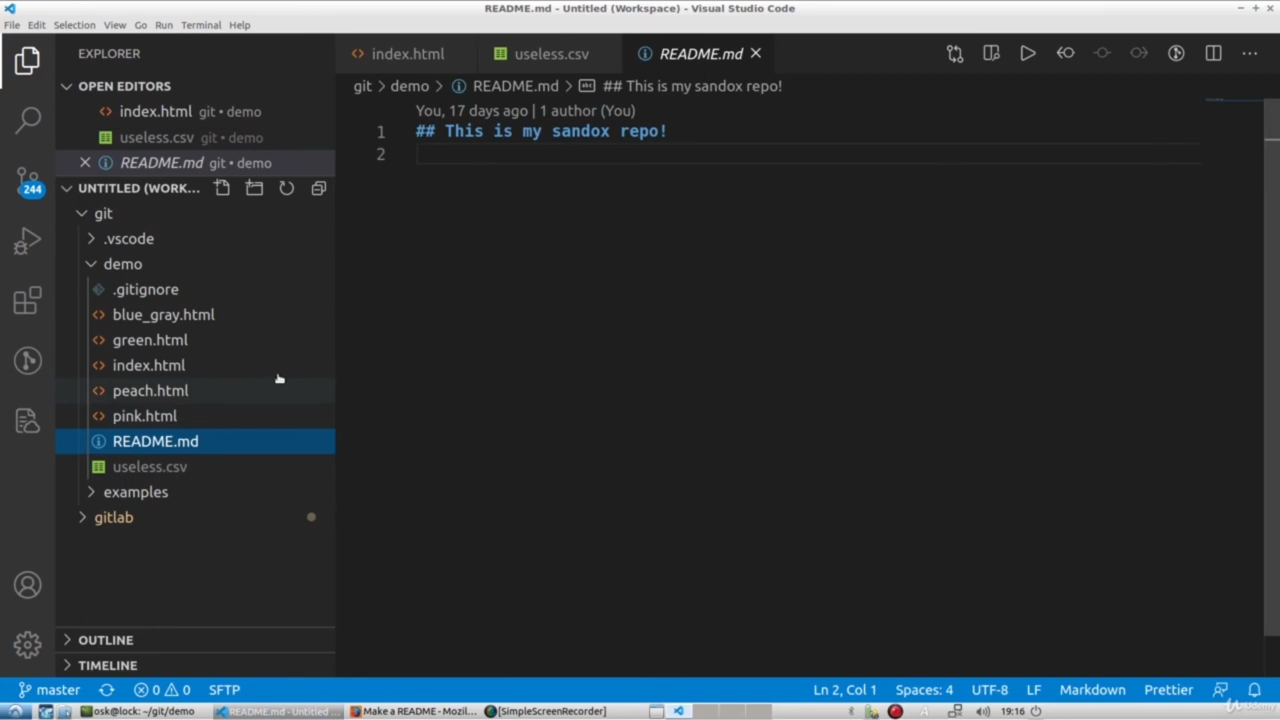 README.md - Untitled (Workspace) - Visual Studio Code
File Edit Selection View Go Run Terminal Help
EXPLORER
index.html
useless.csv
README.md
OPEN EDITORS
git demo README.md ## This is my sandox repo!
index.html git • demo
You, 17 days ago | 1 author (You)
useless.csv git • demo
1 ## This is my sandox repo!
README.md git • demo
2
244
UNTITLED (WORK...
git
.vscode
demo
.gitignore
blue_gray.html
green.html
index.html
peach.html
pink.html
README.md
useless.csv
examples
gitlab
OUTLINE
TIMELINE
master 0 0 SFTP Ln 2, Col 1 Spaces: 4 UTF-8 LF Markdown Prettier
osk@lock: ~/git/demo README.md - Untitled ... Make a README - Mozil... [SimpleScreenRecorder] 19:16
Udemy